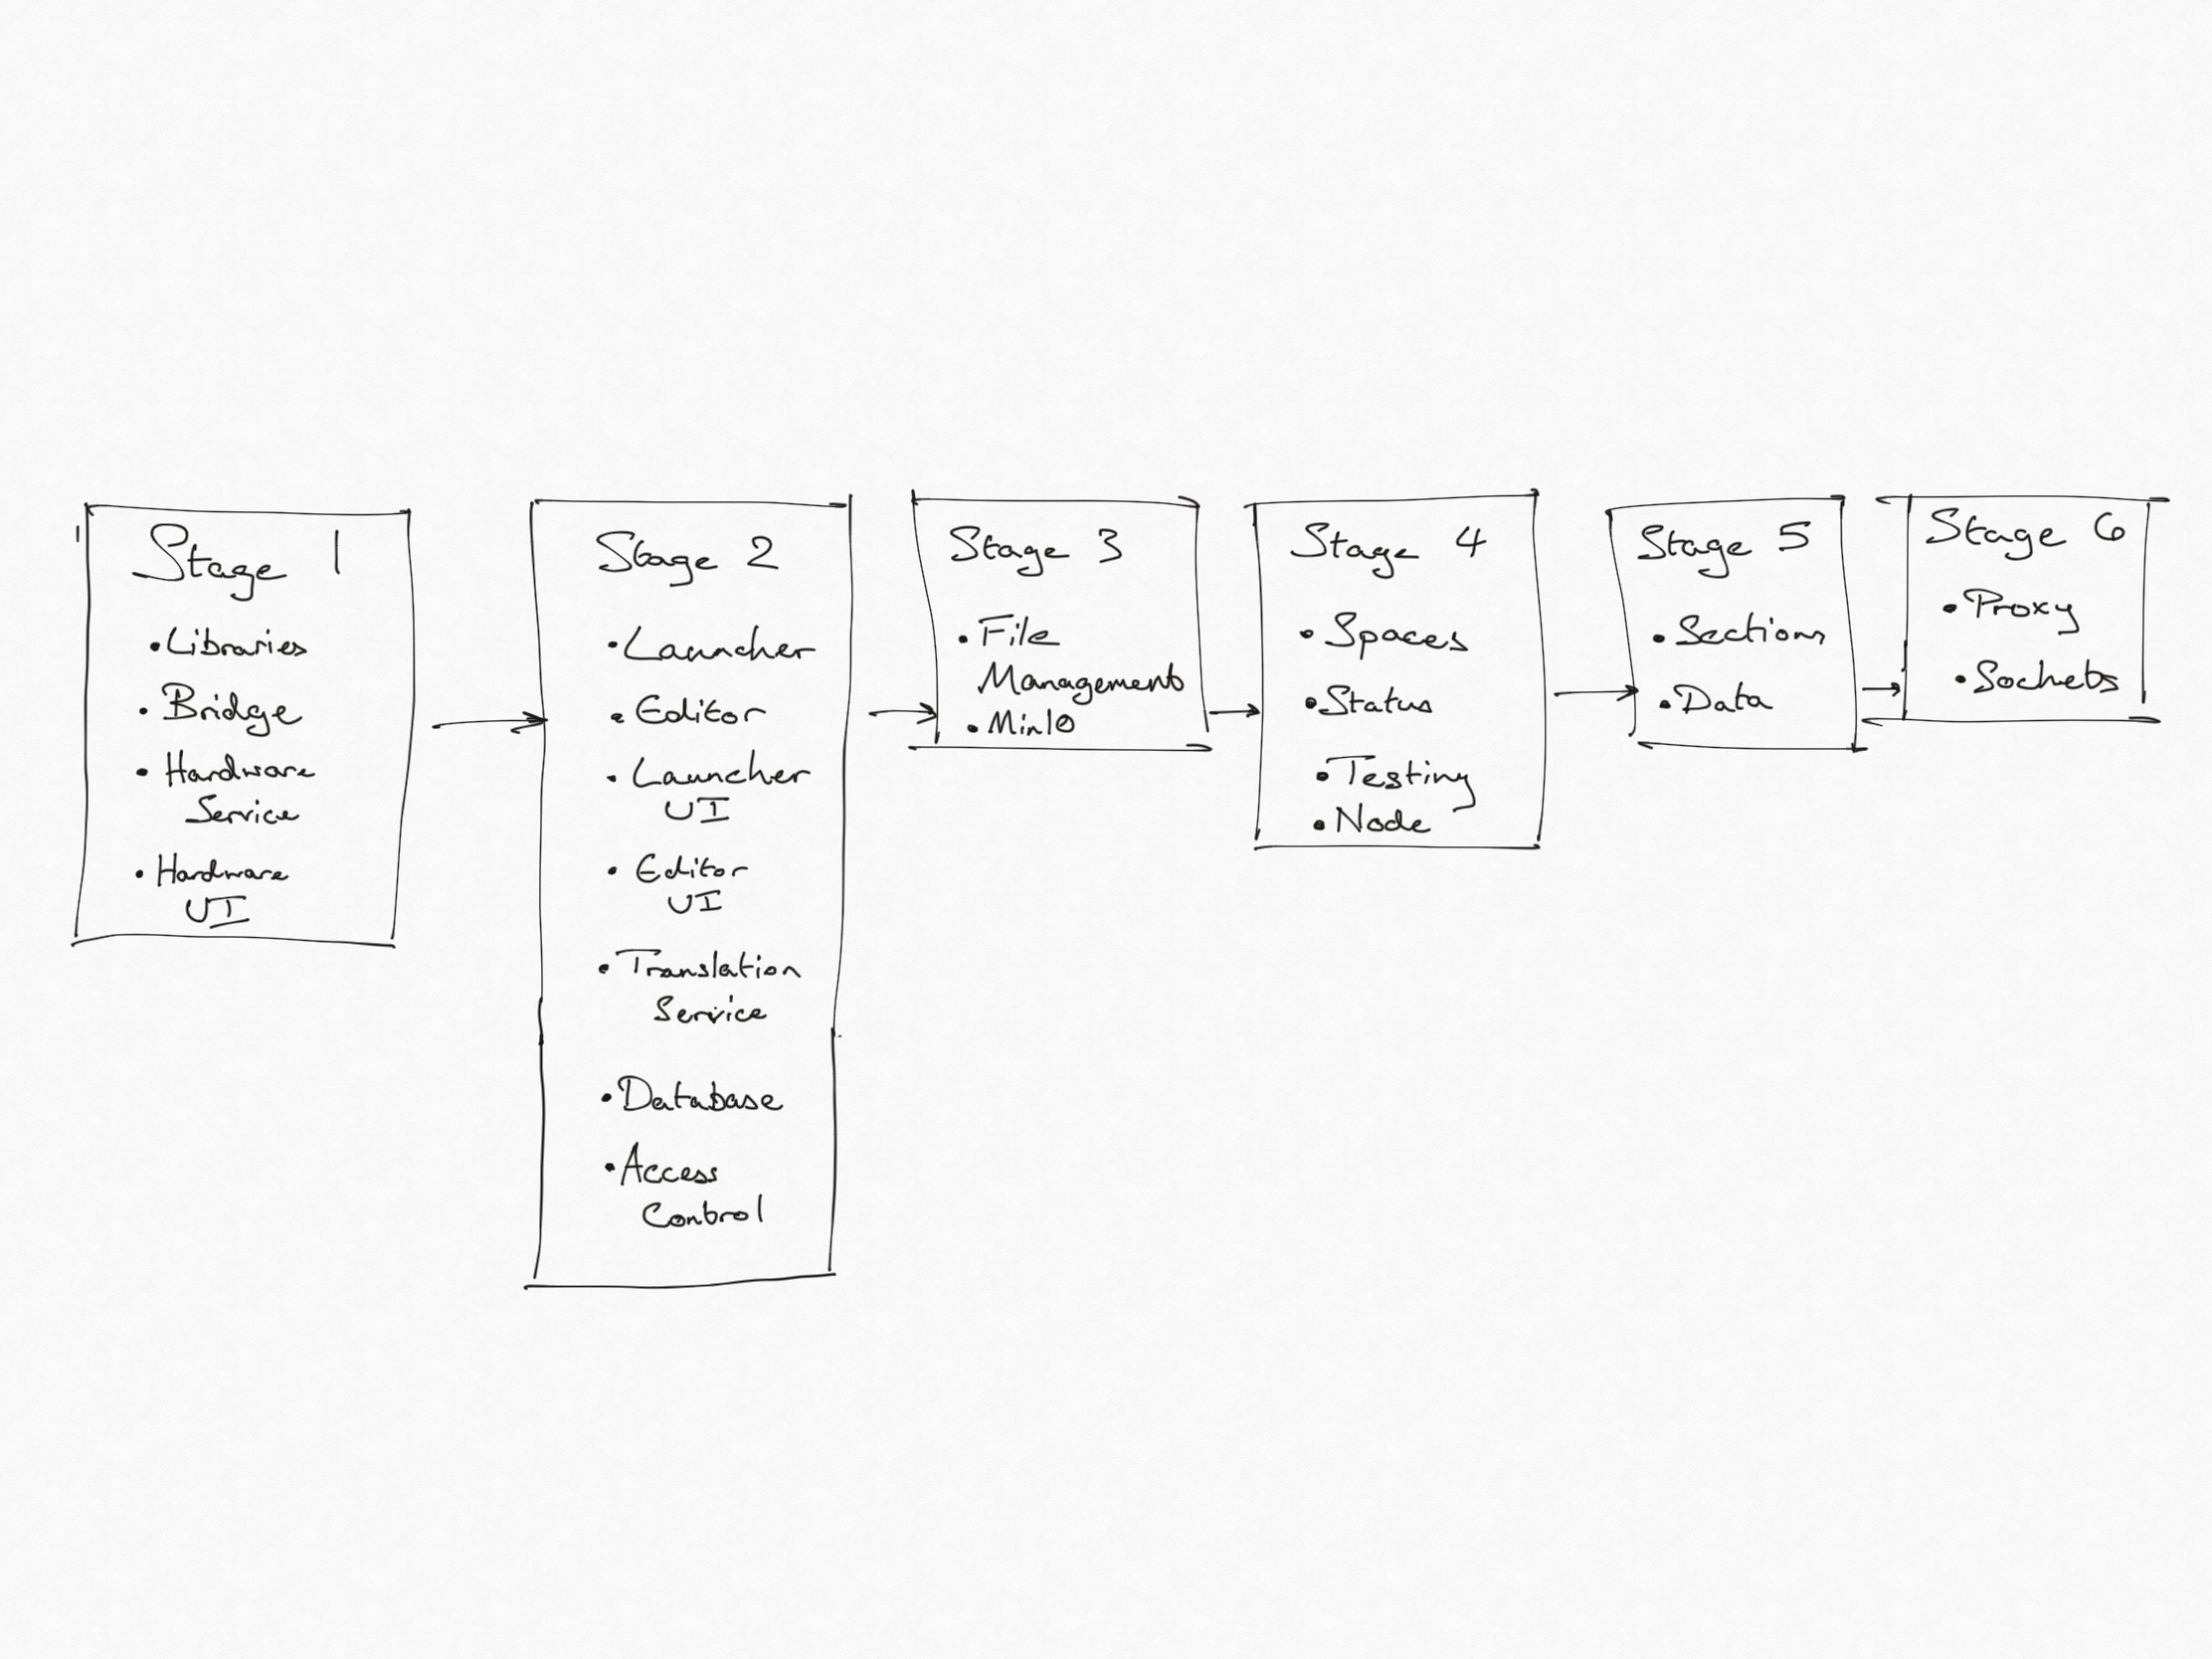 Stage 1
• Libraries
• Bridge
• Hardware
Service
• Hardware
UI
Stage 2
• Launcher
• Editor
• Launcher
UI
• Editor
UI
• Translation
Service
• Database
• Access
Control
Stage 3
• File
Management
• MinIO
Stage 4
• Spaces
• Status
• Testing
• Node
Stage 5
• Sections
• Data
Stage 6
• Proxy
• Sockets